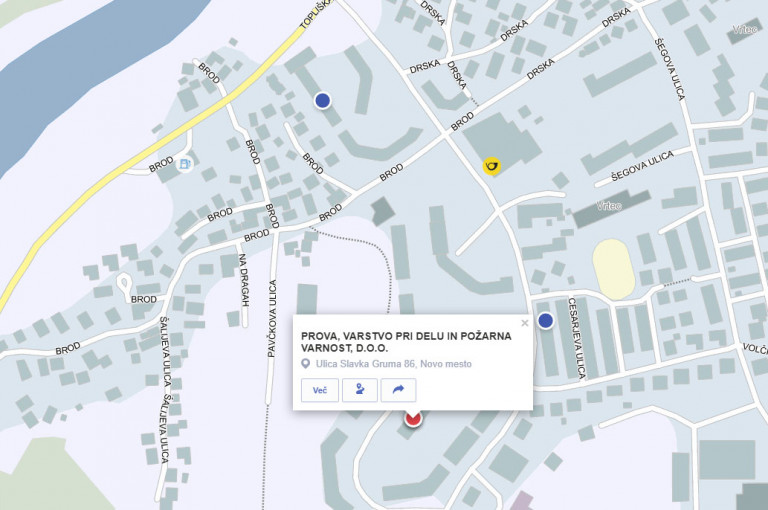 TOPLIŠKA
DRSKA
DRSKA
DRSKA
DRSKA
DRSKA
ŠEGOVA ULICA
Vrtec
BROD
BROD
BROD
BROD
BROD
ŠEGOVA ULICA
BROD
BROD
BROD
BROD
Vrtec
BROD
NA DRAGAH
PAVČKOVA ULICA
BROD
ŠALIJEVA ULICA
CESARJEVA ULICA
PROVA, VARSTVO PRI DELU IN POŽARNA
VARNOST, D.O.O.
Ulica Slavka Gruma 86, Novo mesto
Več
BROD
VOLČ
ŠALIJEVA ULICA